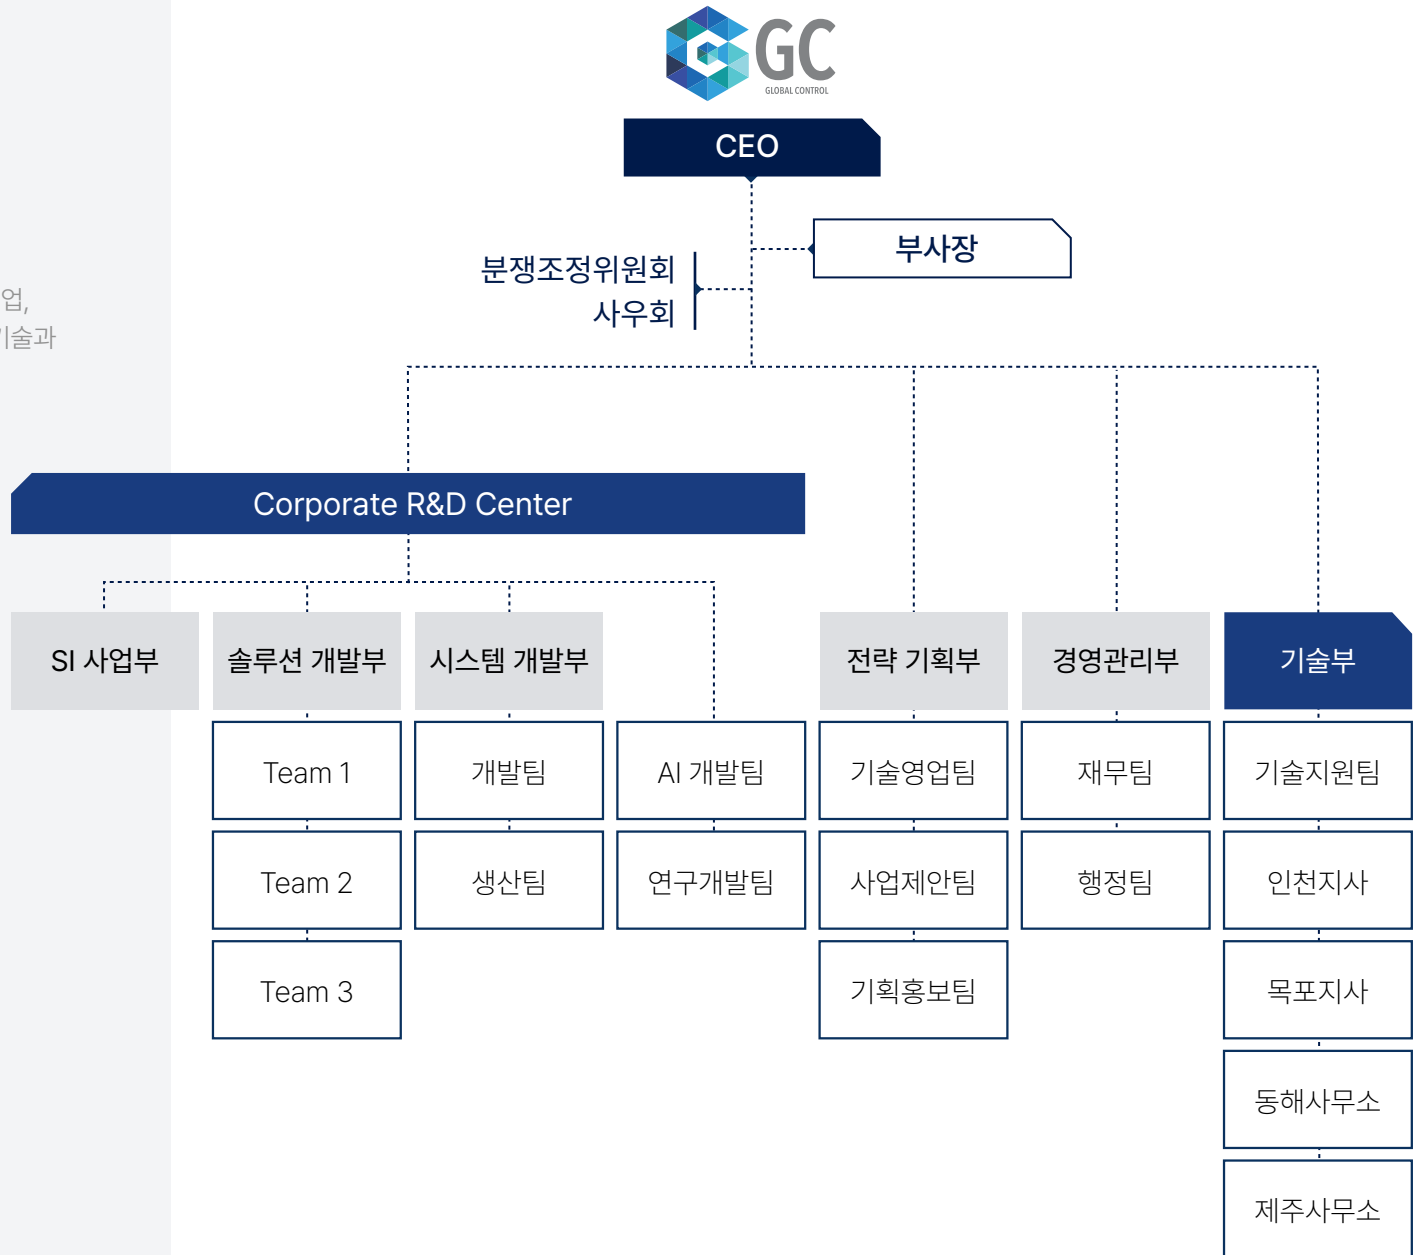 GC
GLOBAL CONTROL
CEO
부사장
분쟁조정위원회
사우회
업,
기술과
Corporate R&D Center
SI 사업부
솔루션 개발부
시스템 개발부
전략 기획부
경영관리부
기술부
Team 1
개발팀
AI 개발팀
기술영업팀
재무팀
기술지원팀
Team 2
생산팀
연구개발팀
사업제안팀
행정팀
인천지사
Team 3
기획홍보팀
목포지사
동해사무소
제주사무소